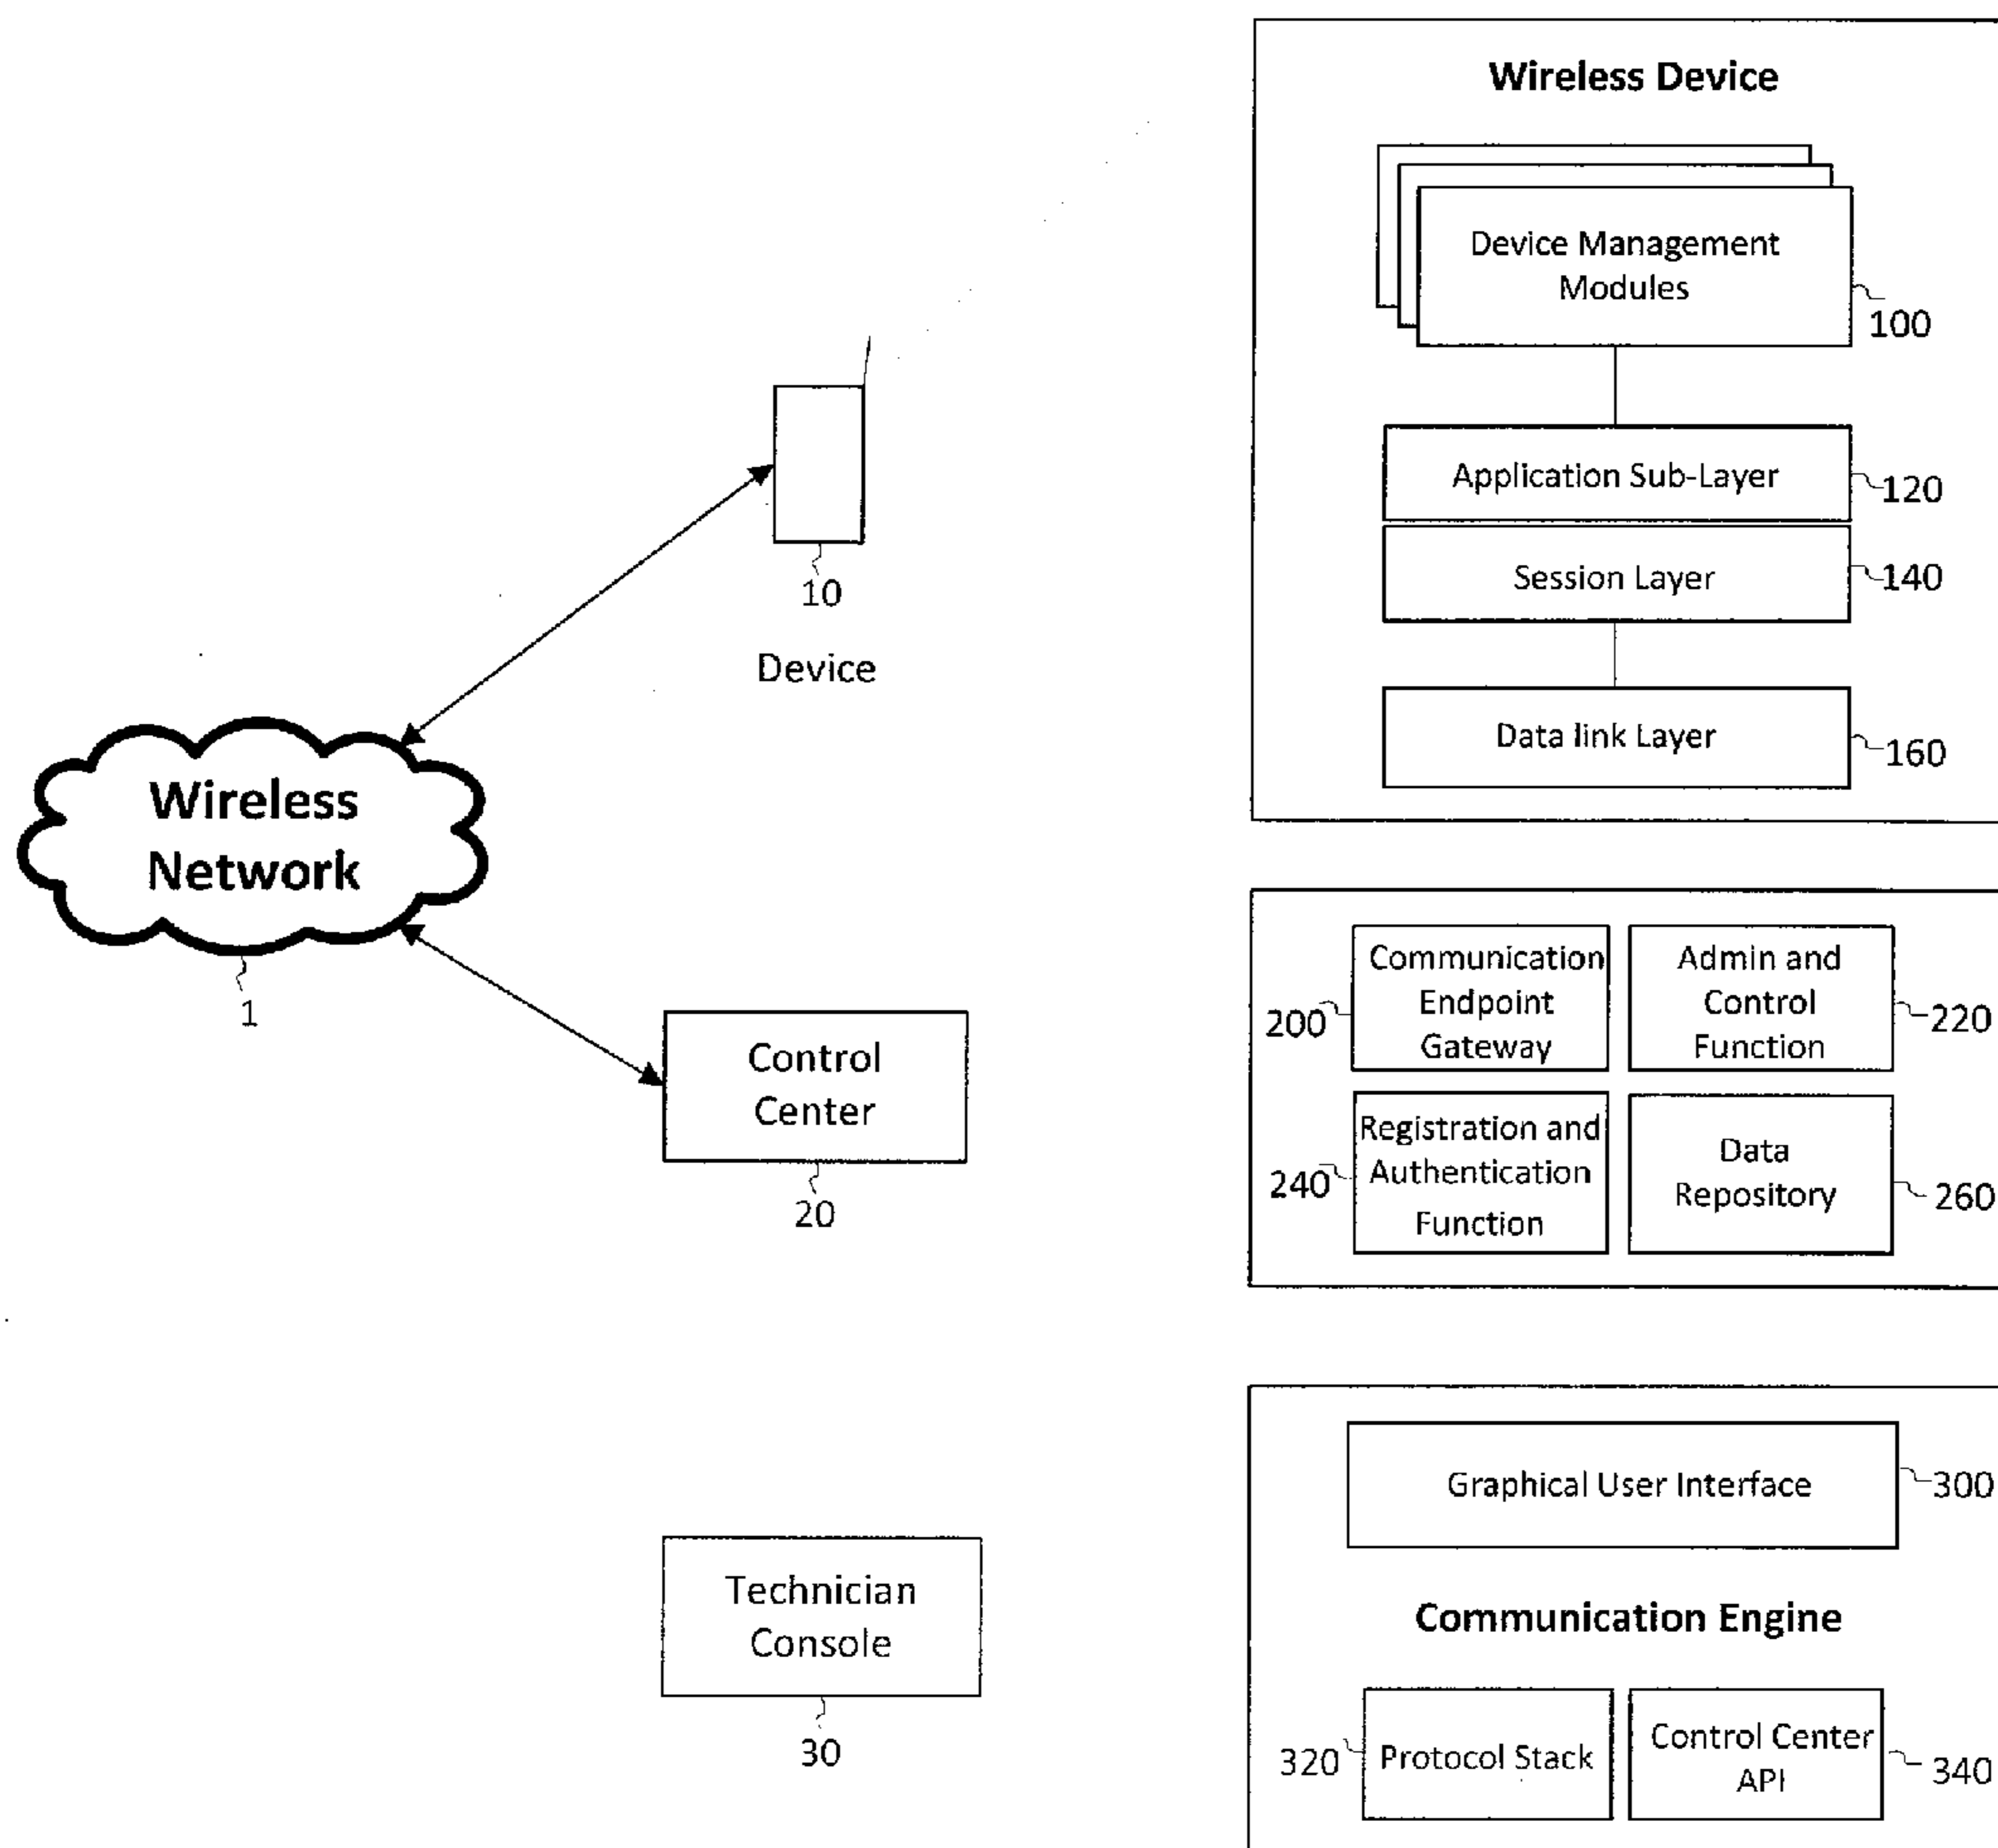 Wireless Device
Device Management
Modules
100
Application Sub-Layer
120
Session Layer
140
Data link Layer
160
10
Device
Wireless
Network
1
Control
Center
20
Communication
Endpoint
Gateway
200
Admin and
Control
Function
220
Registration and
Authentication
Function
240
Data
Repository
260
Technician
Console
30
Graphical User Interface
300
Communication Engine
Protocol Stack
320
Control Center
API
340